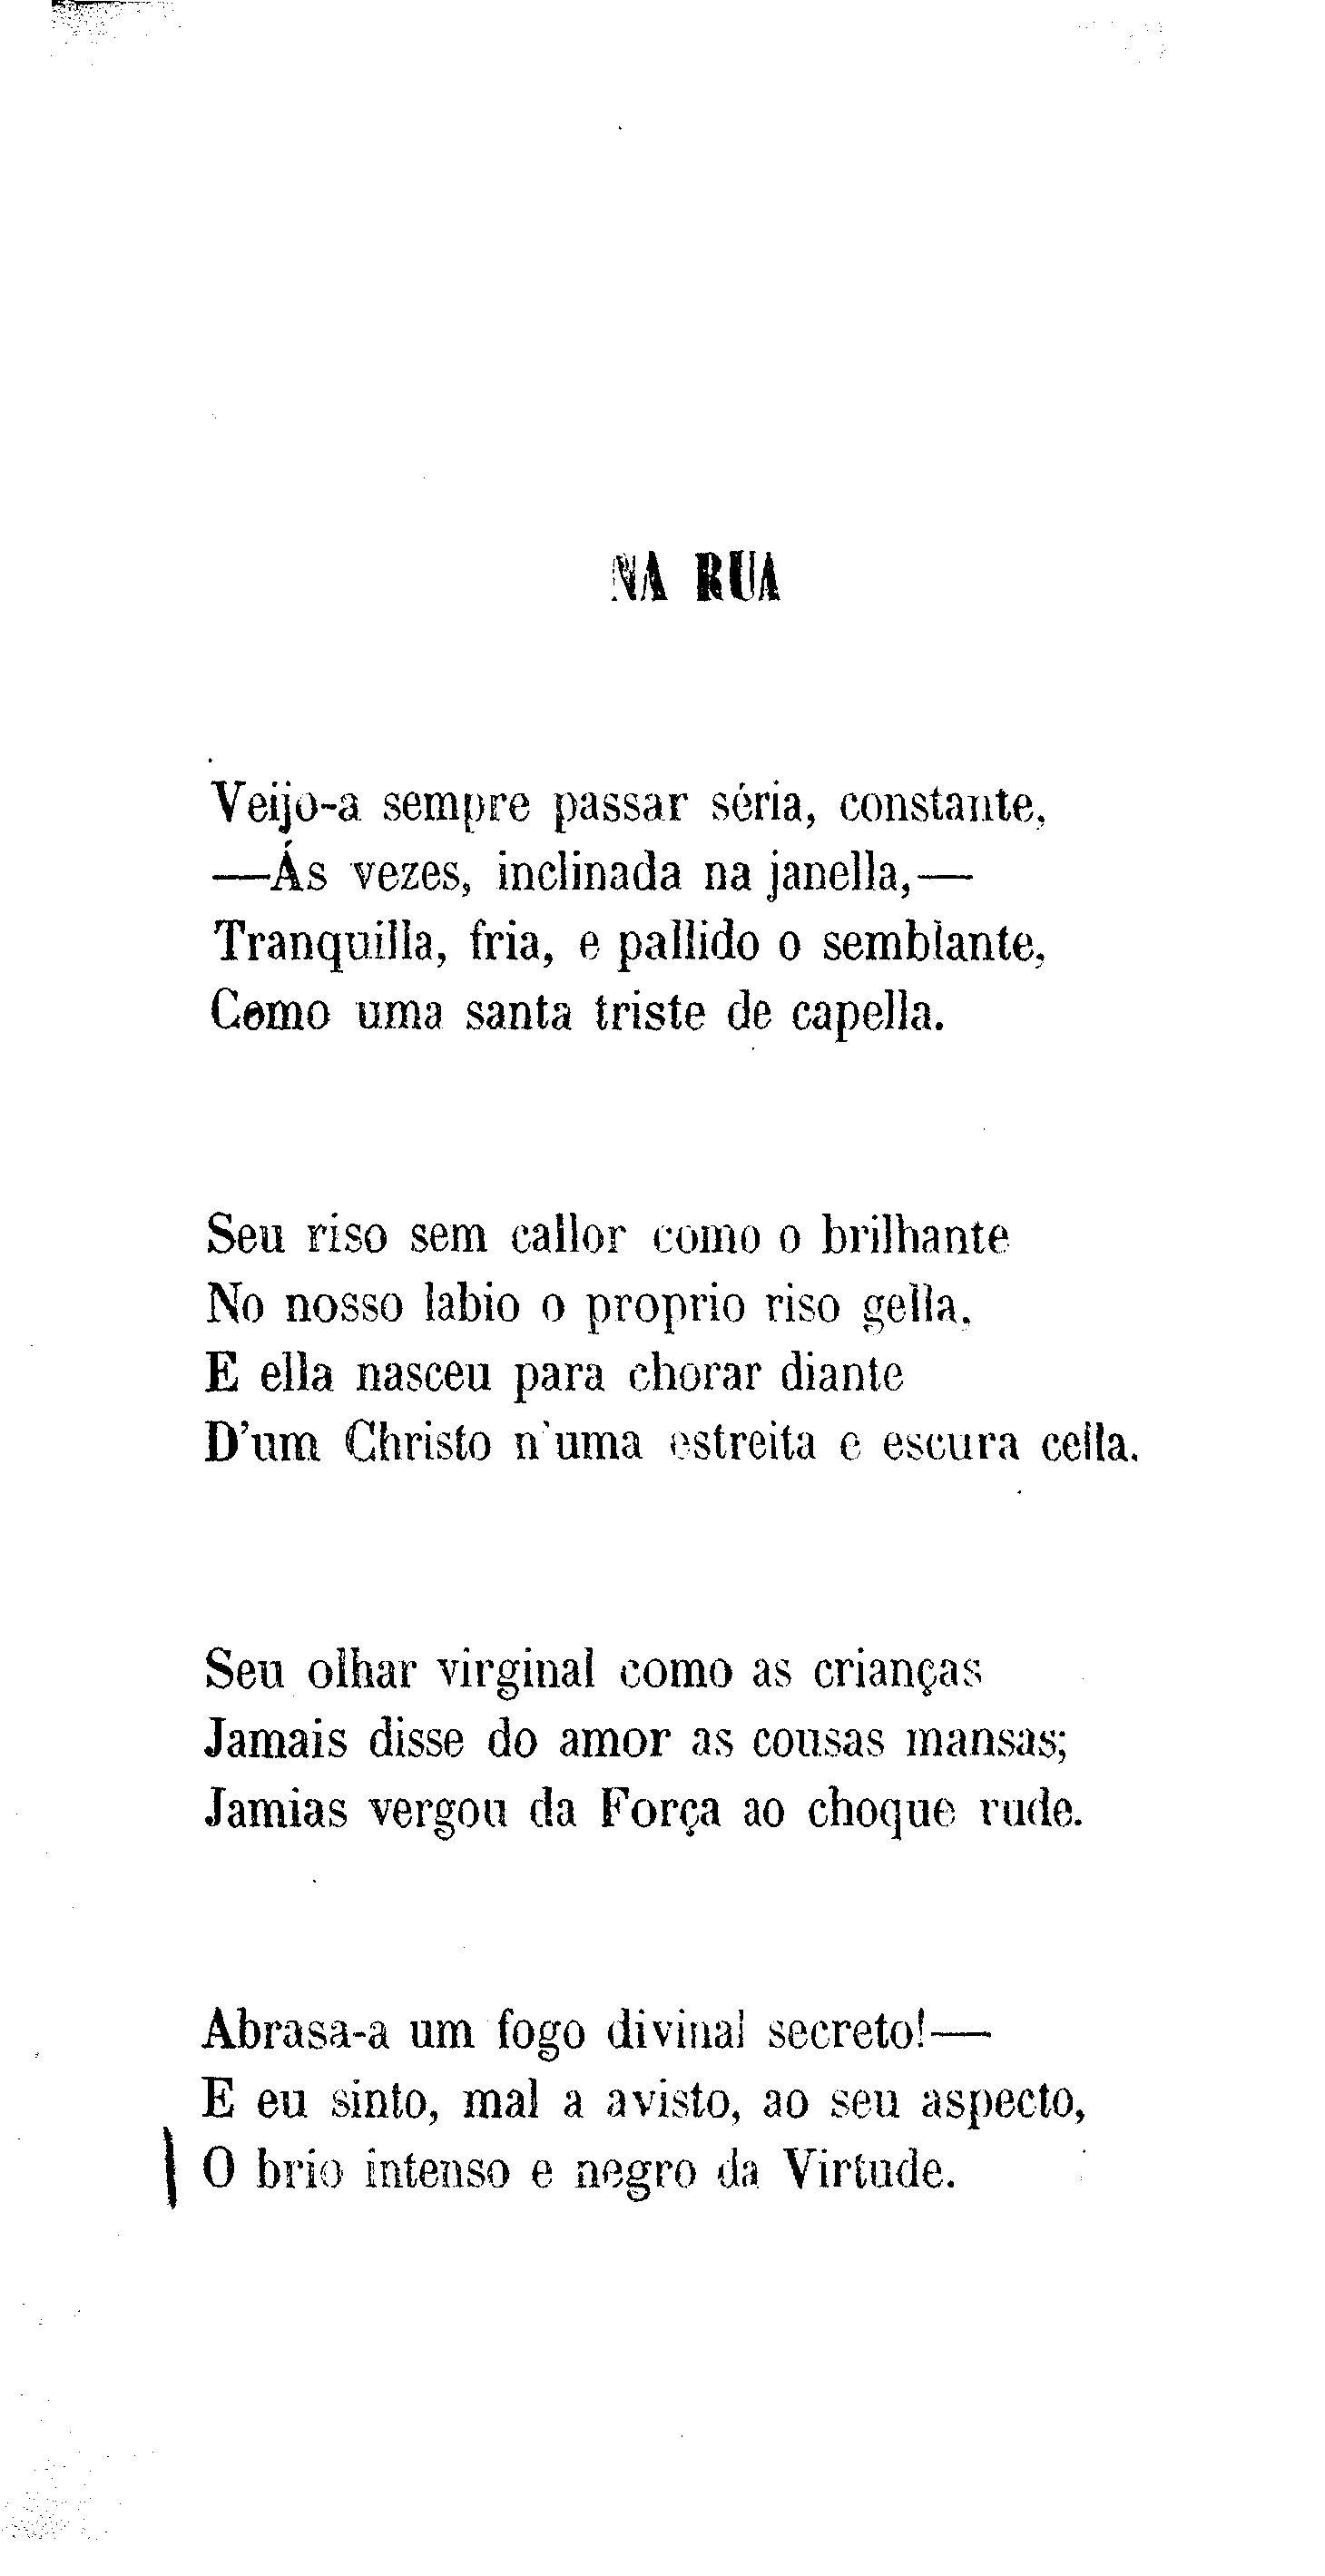 NA RUA
Veijo-a sempre passar séria, constante,
—Ás vezes, inclinada na janella,—
Tranquilla, fria, e pallido o semblante,
Como uma santa triste de capella.
Seu riso sem callor como o brilhante
No nosso labio o proprio riso gella,
E ella nasceu para chorar diante
D'um Christo n'uma estreita e escura cella.
Seu olhar virginal como as crianças
Jamais disse do amor as cousas mansas;
Jamias vergou da Força ao choque rude.
Abrasa-a um fogo divinal secreto!—
E eu sinto, mal a avisto, ao seu aspecto,
O brio intenso e negro da Virtude.